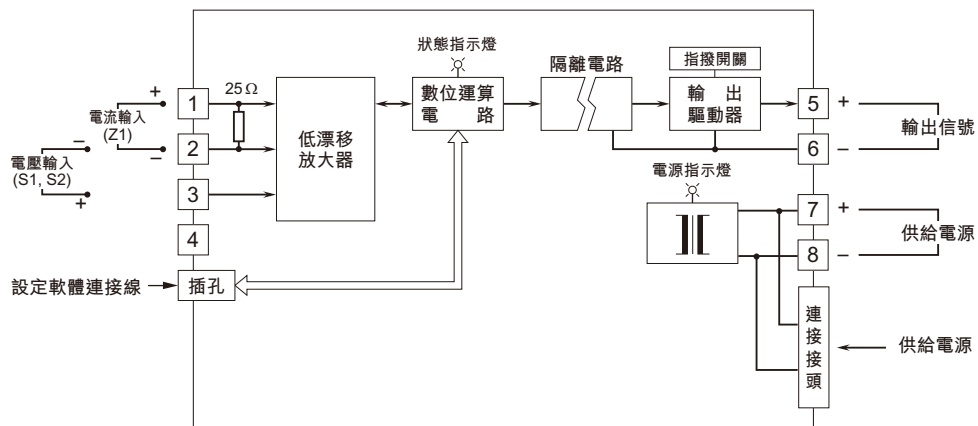 狀態指示燈
指撥開關
隔離電路
25Ω
+
1
數位運算
電 路
輸 出
驅動器
5
+
電流輸入
(Z1)
低漂移
放大器
輸出信號
−
2
6
−
−
電壓輸入
(S1, S2)
+
3
電源指示燈
7
+
4
供給電源
8
−
設定軟體連接線
插孔
連接接頭
供給電源